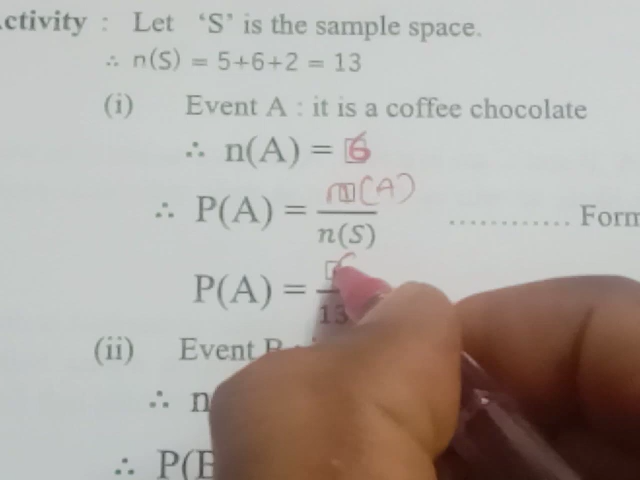 ctivity : Let 'S' is the sample space.
∴ n(S) = 5+6+2 = 13
(i) Event A : it is a coffee chocolate
∴ n(A) = 6
∴ P(A) = n(A) / n(S) ............ Form
P(A) = 6 / 13
(ii) Event
∴ n
∴ P(B